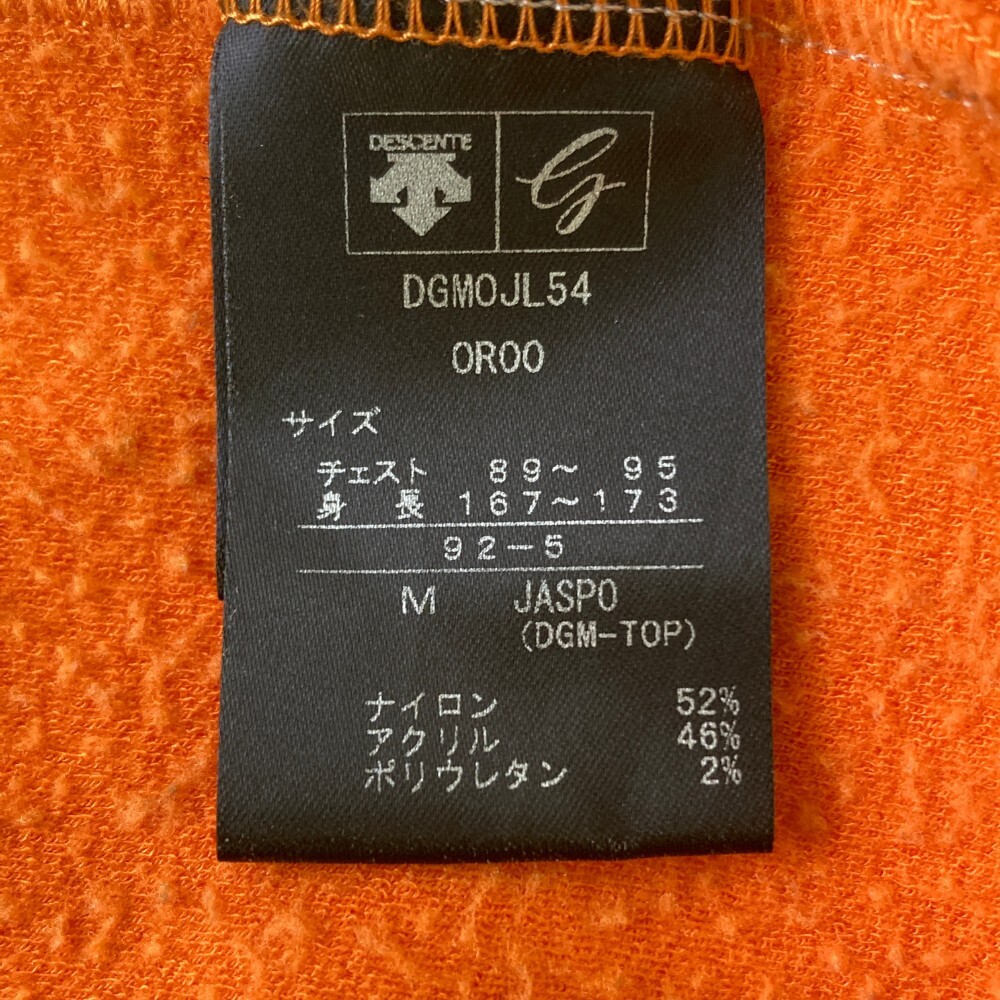 DESCENTE G
DGMOJL54
OR00
サイズ
チェスト 89~ 95
身長 167~173
92-5
M JASPO
(DGM-TOP)
ナイロン 52%
アクリル 46%
ポリウレタン 2%